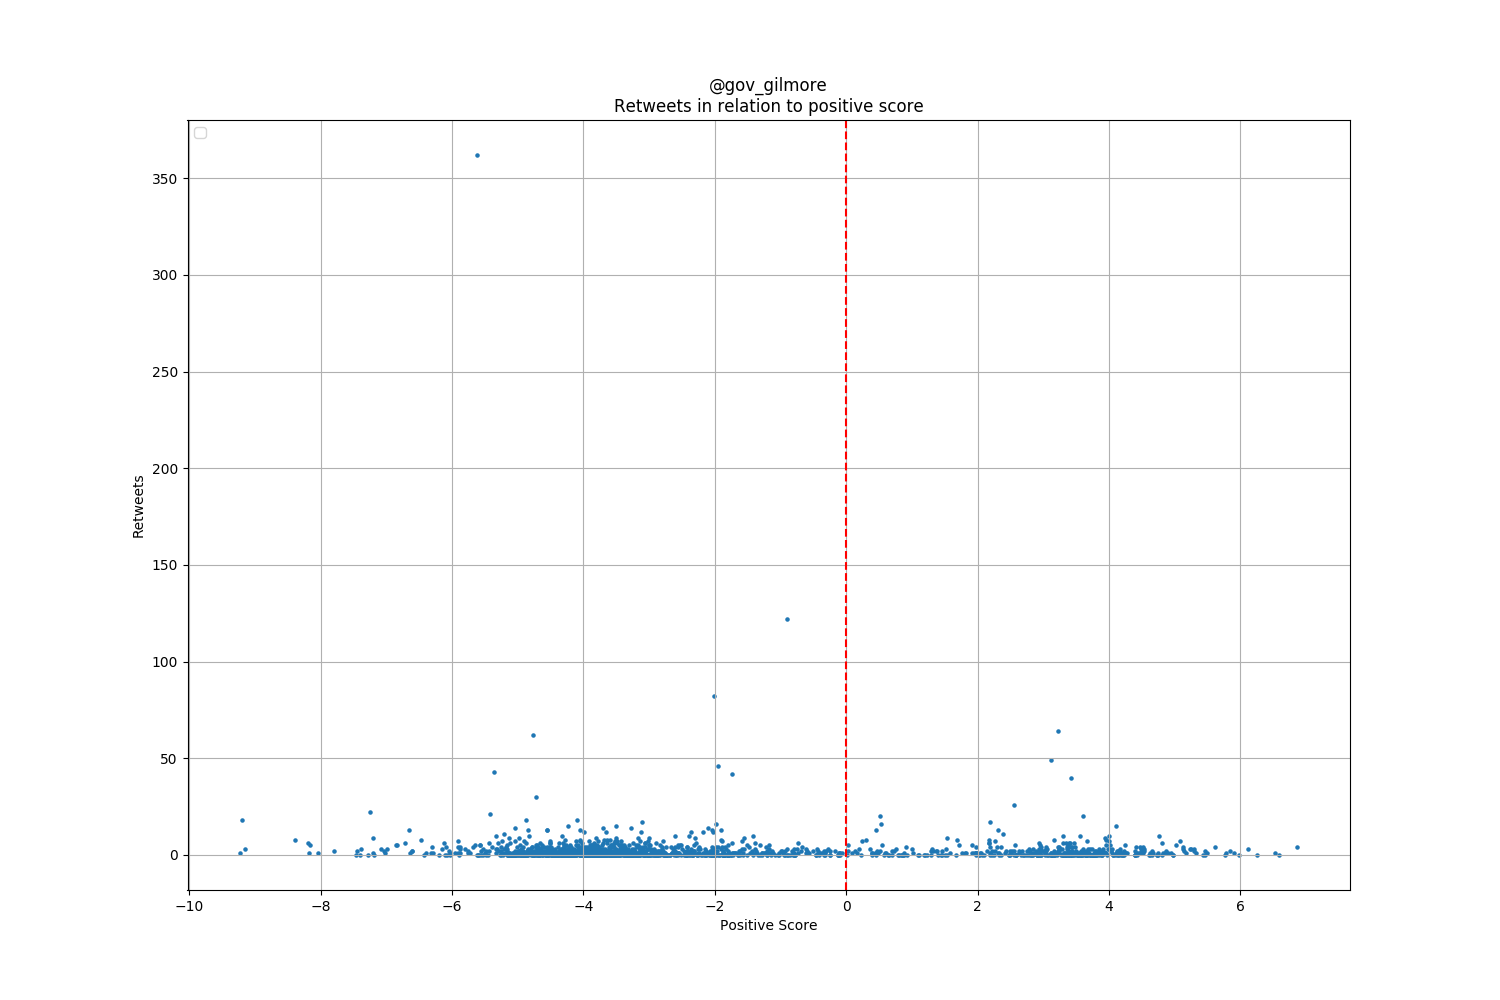 @gov_gilmore
Retweets in relation to positive score
350
300
250
200
150
100
50
0
Retweets
−10 −8 −6 −4 −2 0 2 4 6
Positive Score